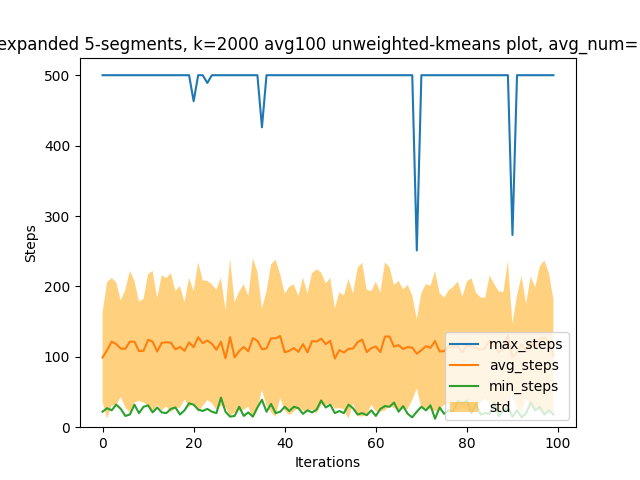 expanded 5-segments, k=2000 avg100 unweighted-kmeans plot, avg_num=
500
400
300
200
100
0
Steps
0 20 40 60 80 100
Iterations
max_steps
avg_steps
min_steps
std